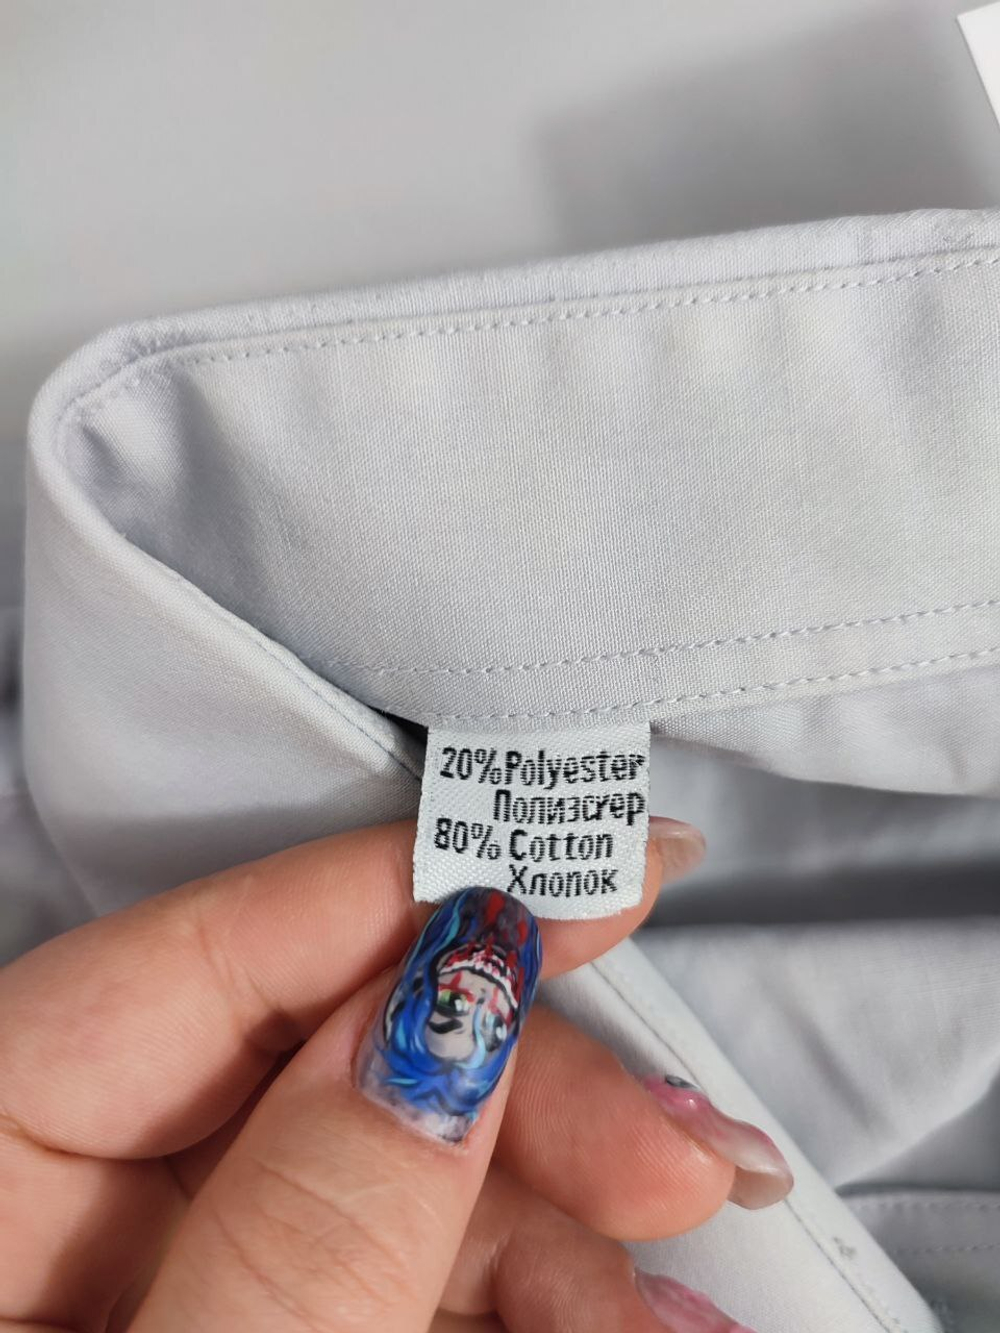 20% Polyester
Полиэстер
80% Cotton
Хлопок